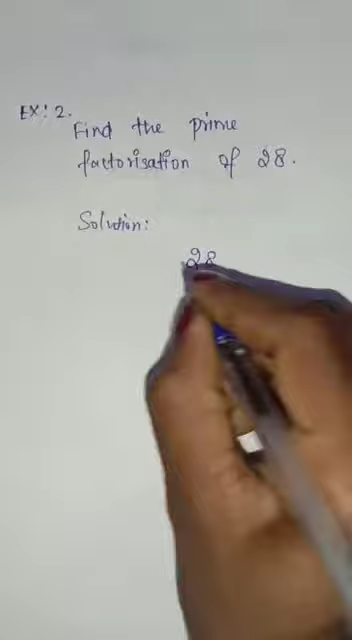 EX: 2.
Find the prime
factorisation of 28.
Solution:
28